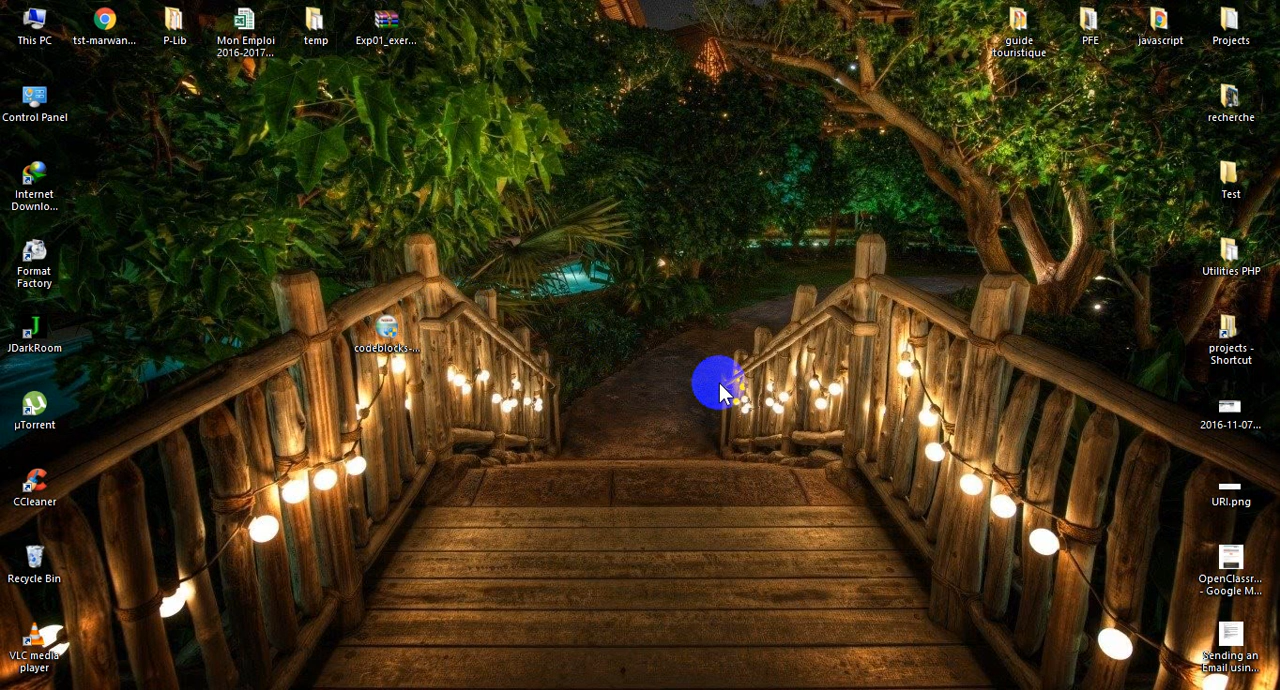 This PC
tst-marwan...
P-Lib
Mon Emploi
2016-2017...
temp
Exp01_exer...
guide
touristique
PFE
javascript
Projects
Control Panel
recherche
Internet
Downlo...
Test
Format
Factory
Utilities PHP
JDarkRoom
codeblocks-...
projects -
Shortcut
µTorrent
2016-11-07...
CCleaner
URI.png
Recycle Bin
OpenClassr...
- Google M...
VLC media
player
Sending an
Email usin...